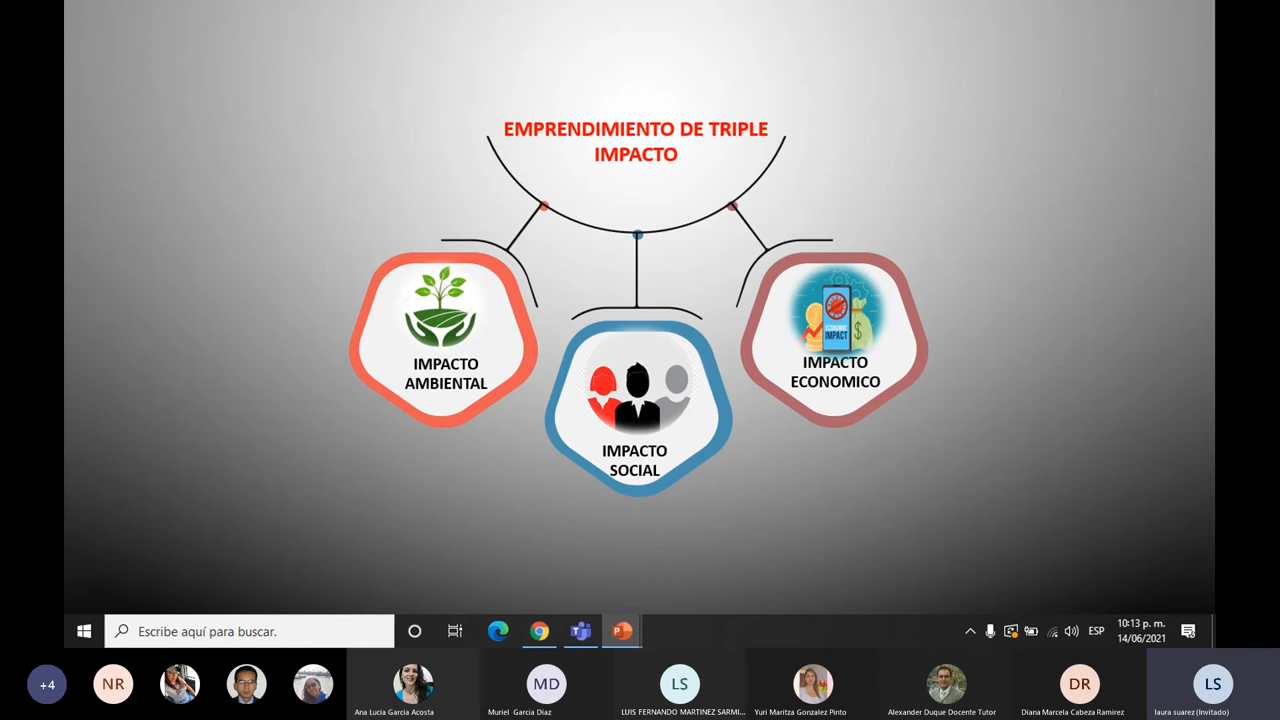 EMPRENDIMIENTO DE TRIPLE
IMPACTO
IMPACTO
AMBIENTAL
IMPACTO
SOCIAL
ECONOMIC
IMPACT
$
IMPACTO
ECONOMICO
Escribe aquí para buscar.
ESP
10:13 p. m.
14/06/2021
+4
NR
MD
LS
DR
LS
Ana Lucia Garcia Acosta
Muriel Garcia Diaz
LUIS FERNANDO MARTINEZ SARMI...
Yuri Maritza Gonzalez Pinto
Alexander Duque Docente Tutor
Diana Marcela Cabeza Ramirez
laura suarez (Invitado)